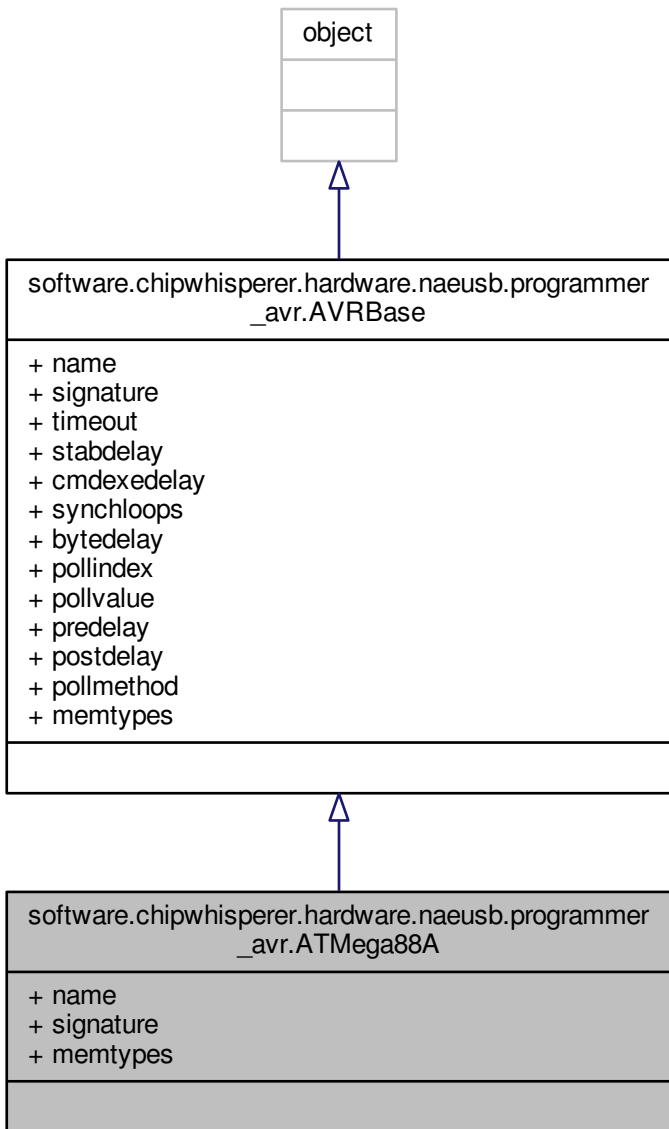 object
software.chipwhisperer.hardware.naeusb.programmer
_avr.AVRBase
+ name
+ signature
+ timeout
+ stabdelay
+ cmdexedelay
+ synchloops
+ bytedelay
+ pollindex
+ pollvalue
+ predelay
+ postdelay
+ pollmethod
+ memtypes
software.chipwhisperer.hardware.naeusb.programmer
_avr.ATMega88A
+ name
+ signature
+ memtypes